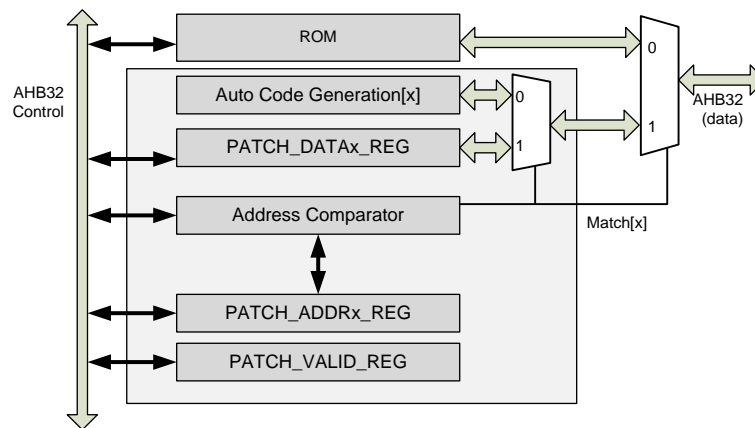 ROM
0
AHB32
Control
Auto Code Generation[x]
0
AHB32
(data)
1
PATCH_DATAx_REG
1
Address Comparator
Match[x]
PATCH_ADDRx_REG
PATCH_VALID_REG